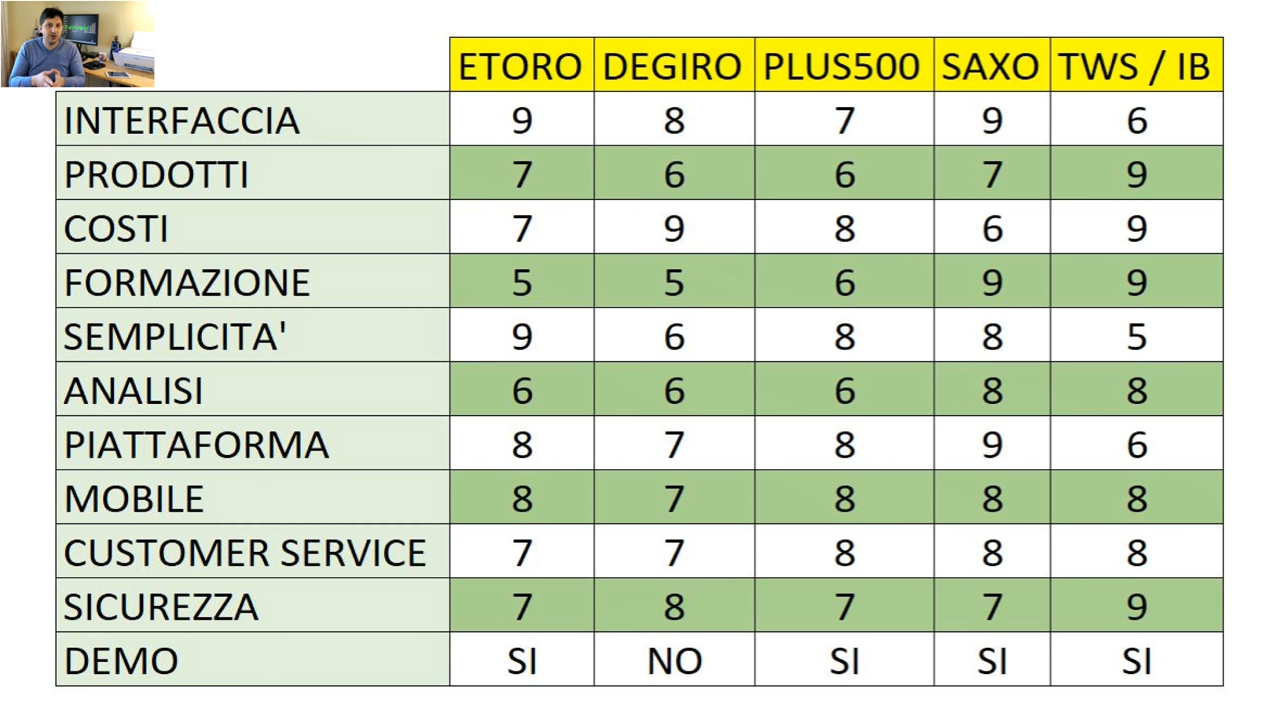 ETORO DEGIRO PLUS500 SAXO TWS / IB
INTERFACCIA 9 8 7 9 6
PRODOTTI 7 6 6 7 9
COSTI 7 9 8 6 9
FORMAZIONE 5 5 6 9 9
SEMPLICITA' 9 6 8 8 5
ANALISI 6 6 6 8 8
PIATTAFORMA 8 7 8 9 6
MOBILE 8 7 8 8 8
CUSTOMER SERVICE 7 7 8 8 8
SICUREZZA 7 8 7 7 9
DEMO SI NO SI SI SI